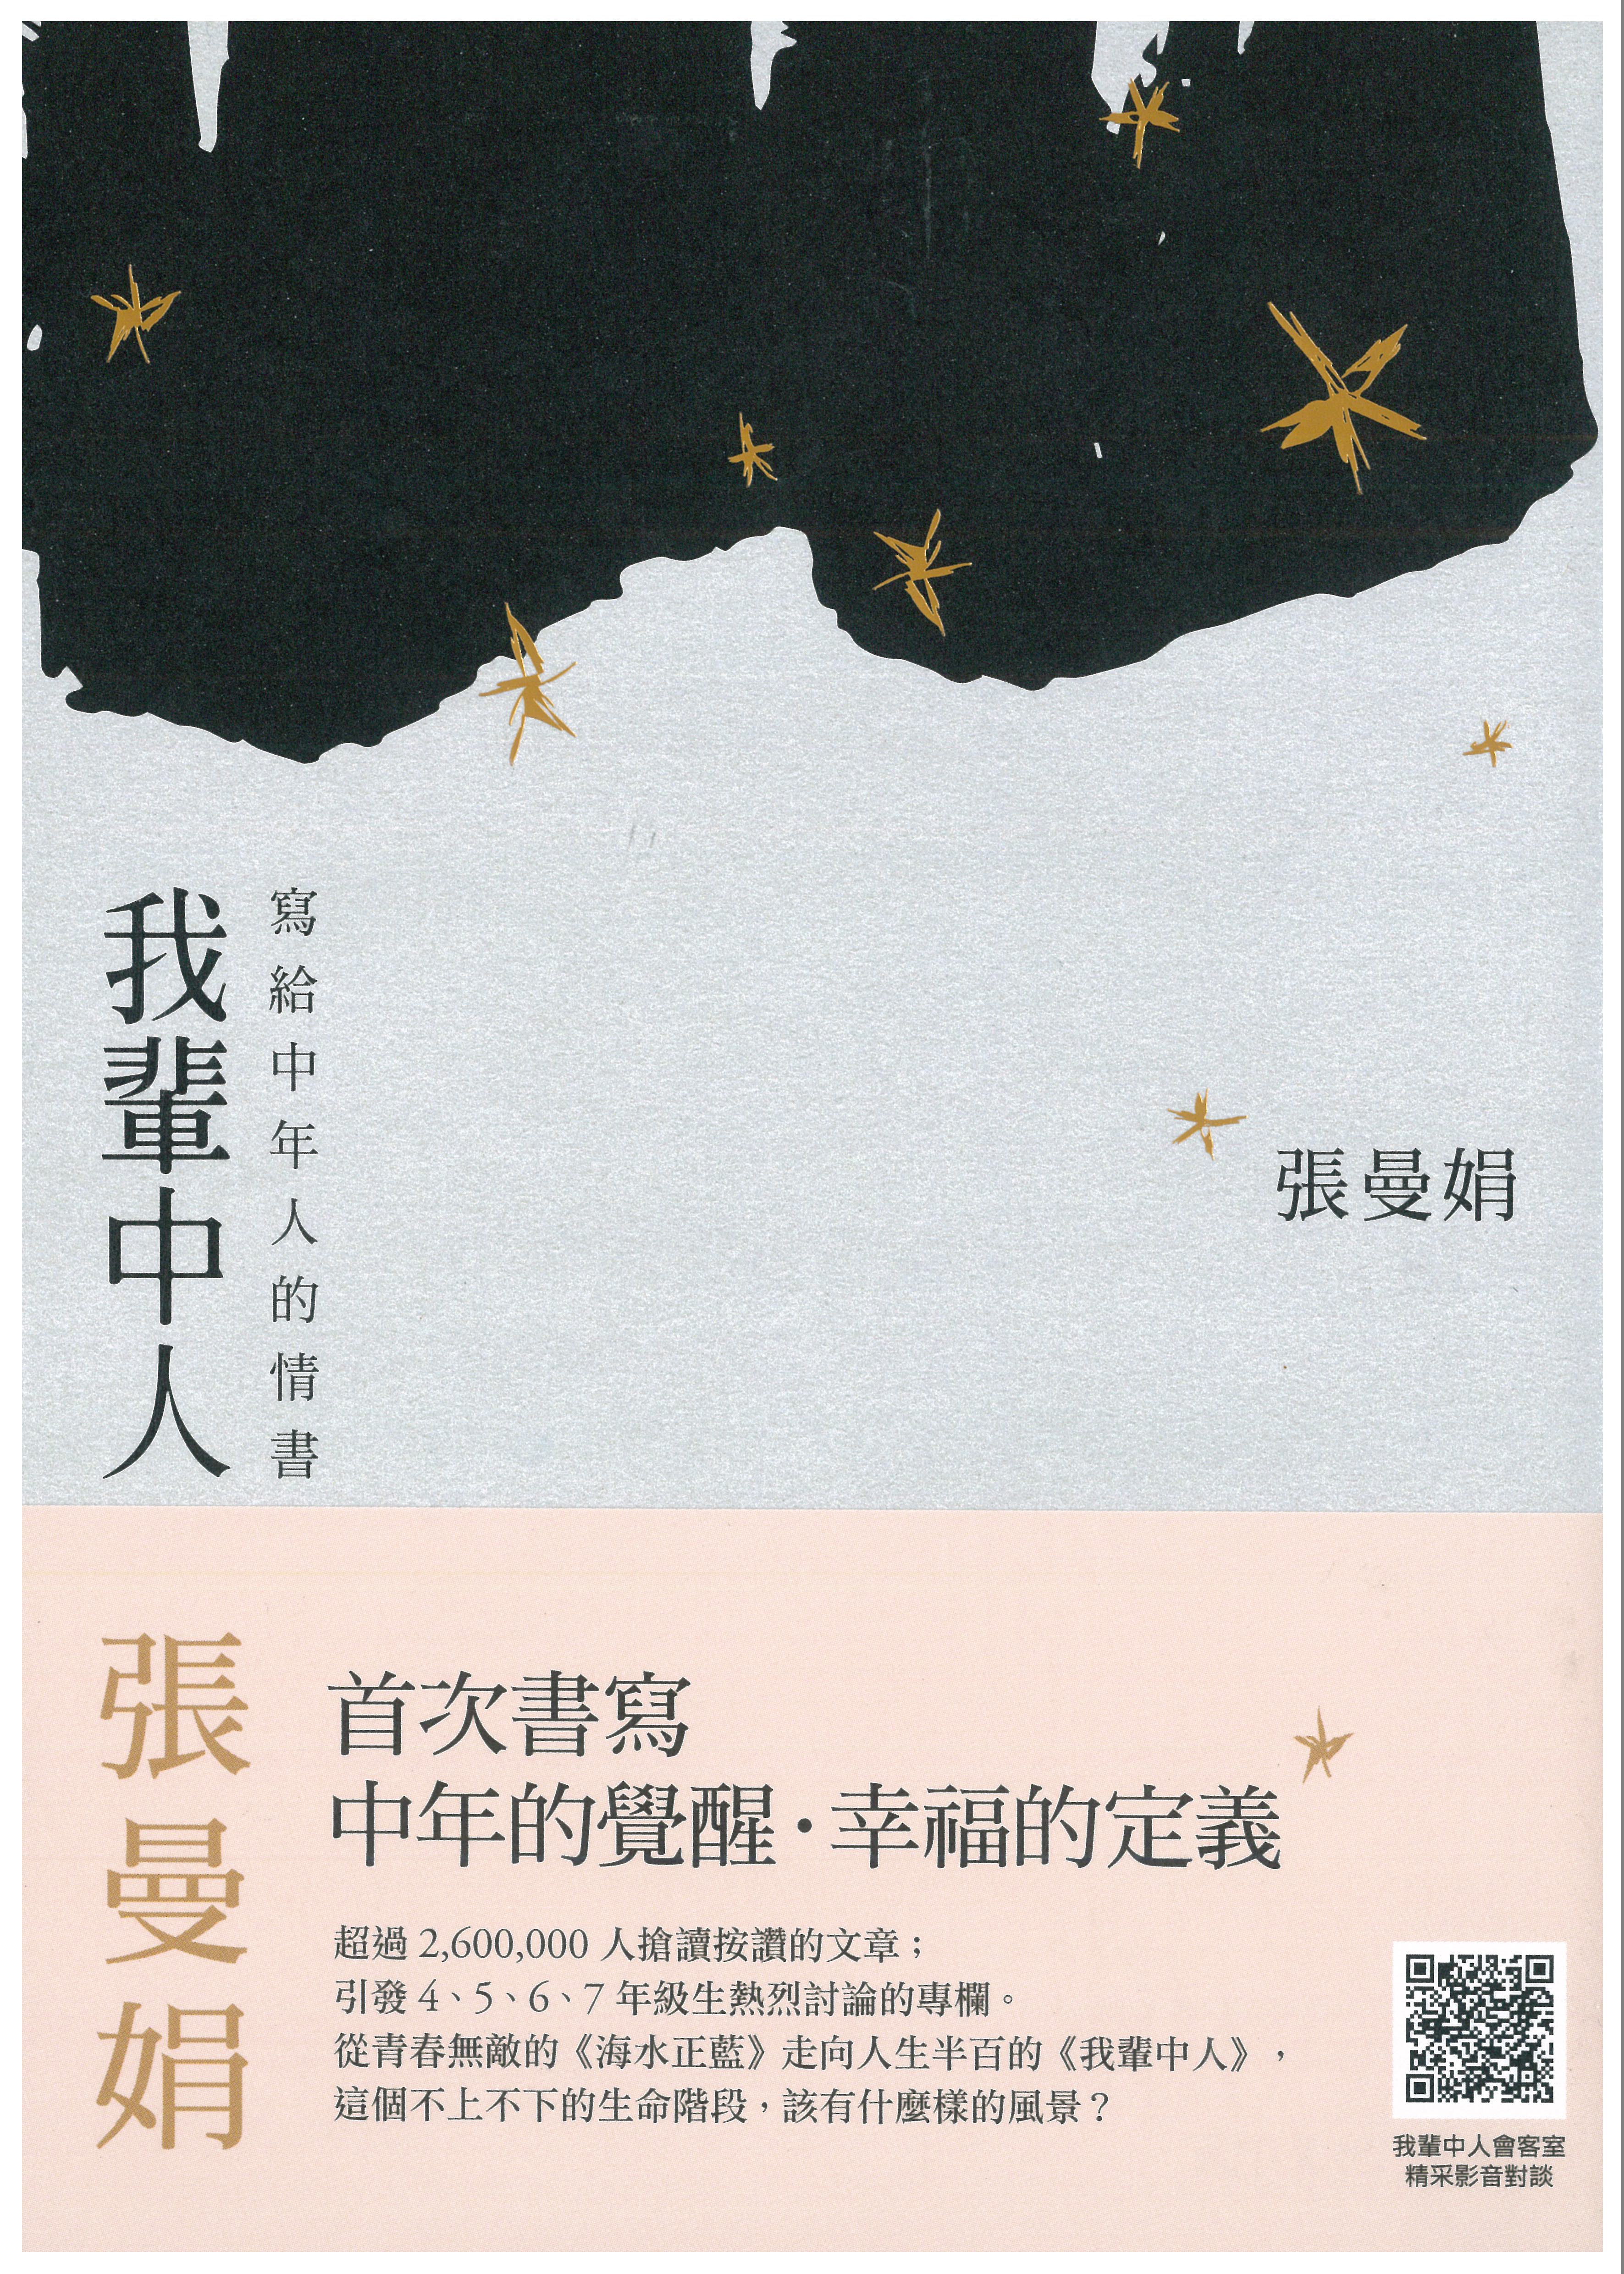 我輩中人
寫給中年人的情書
張曼娟
張曼娟
首次書寫
中年的覺醒・幸福的定義
超過 2,600,000 人搶讀按讚的文章；
引發 4、5、6、7 年級生熱烈討論的專欄。
從青春無敵的《海水正藍》走向人生半百的《我輩中人》，
這個不上不下的生命階段，該有什麼樣的風景？
我輩中人會客室
精采影音對談